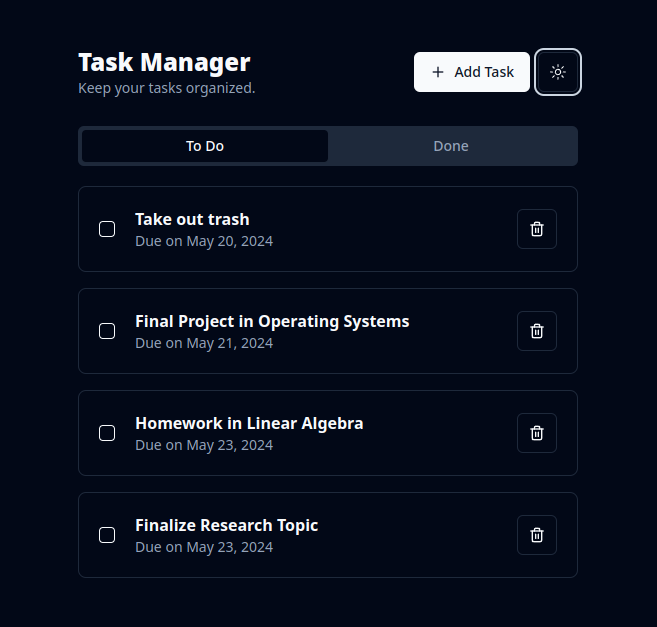 Task Manager
Keep your tasks organized.
Add Task
To Do
Done
Take out trash
Due on May 20, 2024
Final Project in Operating Systems
Due on May 21, 2024
Homework in Linear Algebra
Due on May 23, 2024
Finalize Research Topic
Due on May 23, 2024